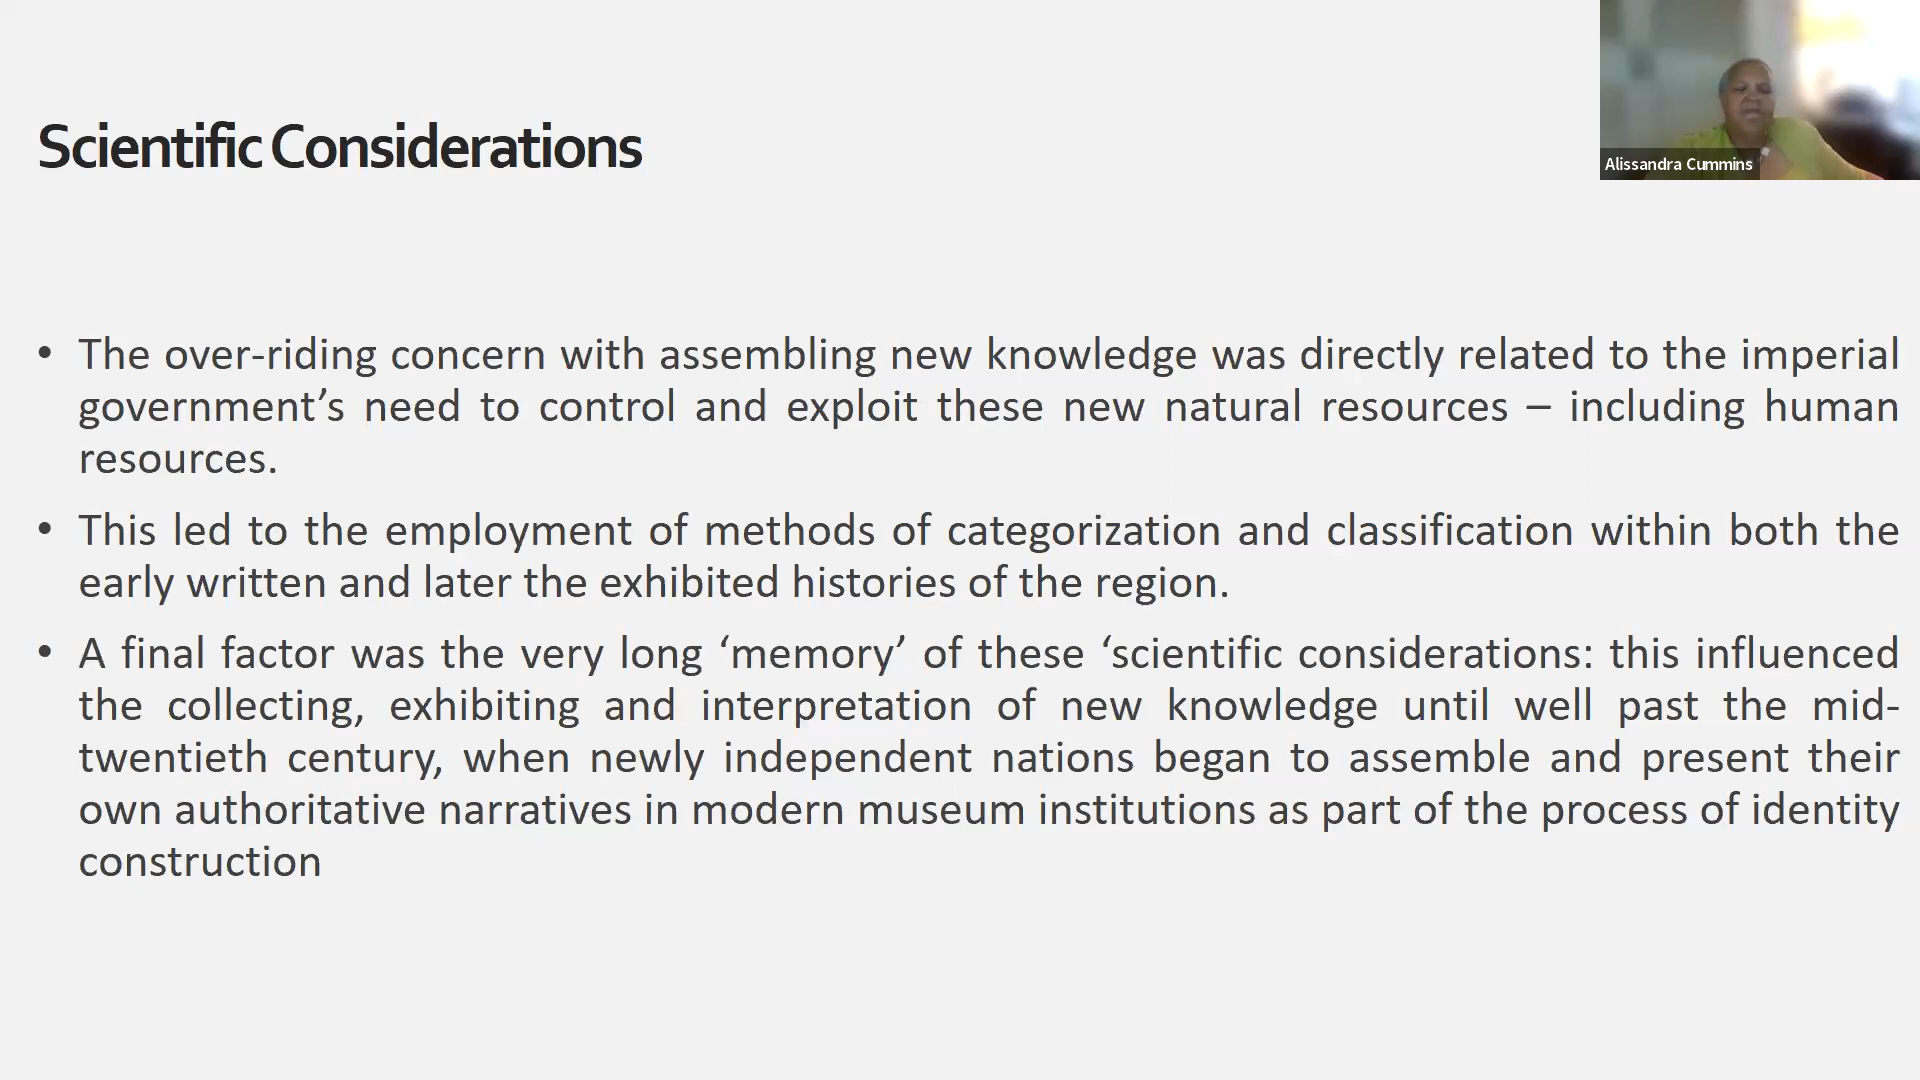 Scientific Considerations
Alissandra Cummins
• The over-riding concern with assembling new knowledge was directly related to the imperial
government’s need to control and exploit these new natural resources – including human
resources.
• This led to the employment of methods of categorization and classification within both the
early written and later the exhibited histories of the region.
• A final factor was the very long ‘memory’ of these ‘scientific considerations: this influenced
the collecting, exhibiting and interpretation of new knowledge until well past the mid-
twentieth century, when newly independent nations began to assemble and present their
own authoritative narratives in modern museum institutions as part of the process of identity
construction